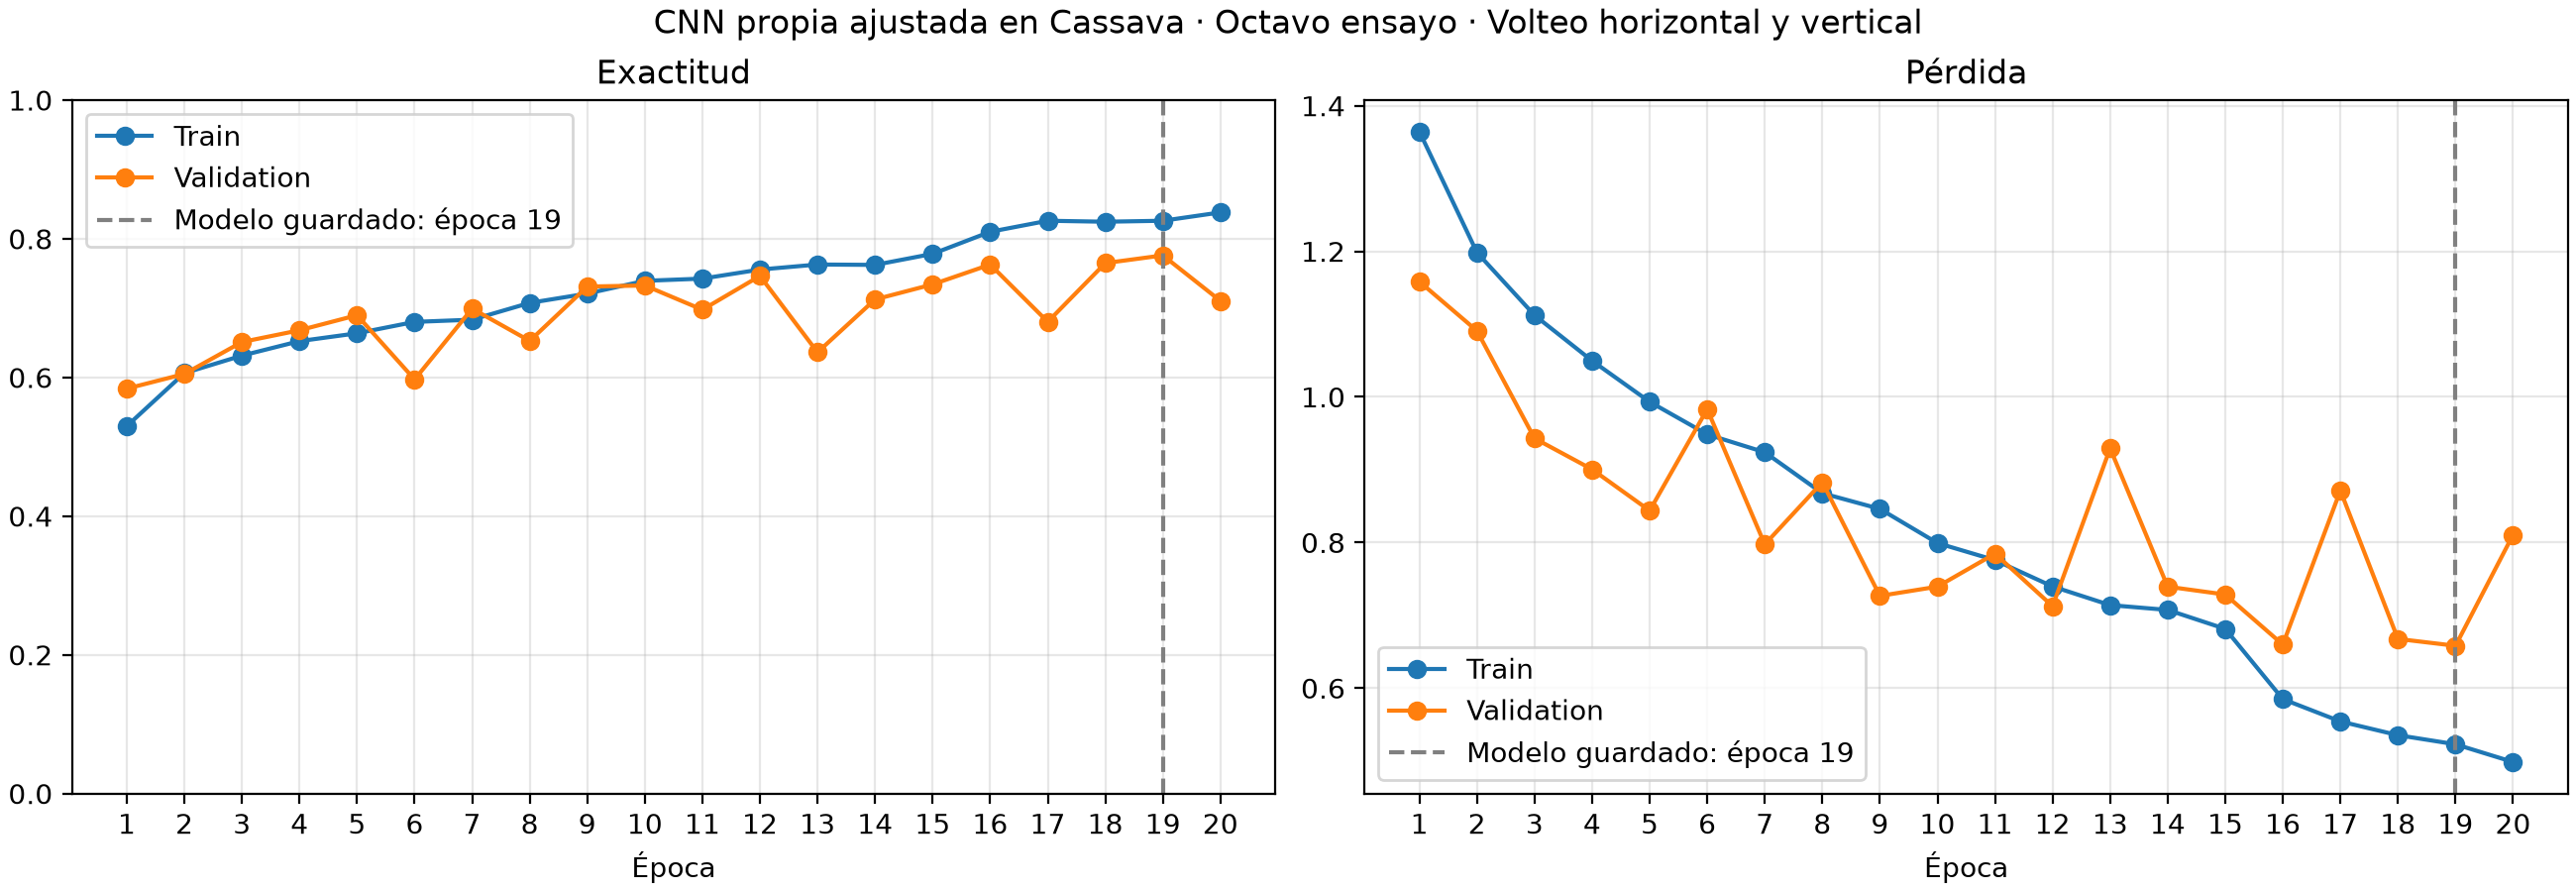 CNN propia ajustada en Cassava · Octavo ensayo · Volteo horizontal y vertical
Exactitud
1.0
0.8
0.6
0.4
0.2
0.0
Train
Validation
Modelo guardado: época 19
1 2 3 4 5 6 7 8 9 10 11 12 13 14 15 16 17 18 19 20
Época
Pérdida
1.4
1.2
1.0
0.8
0.6
Train
Validation
Modelo guardado: época 19
1 2 3 4 5 6 7 8 9 10 11 12 13 14 15 16 17 18 19 20
Época